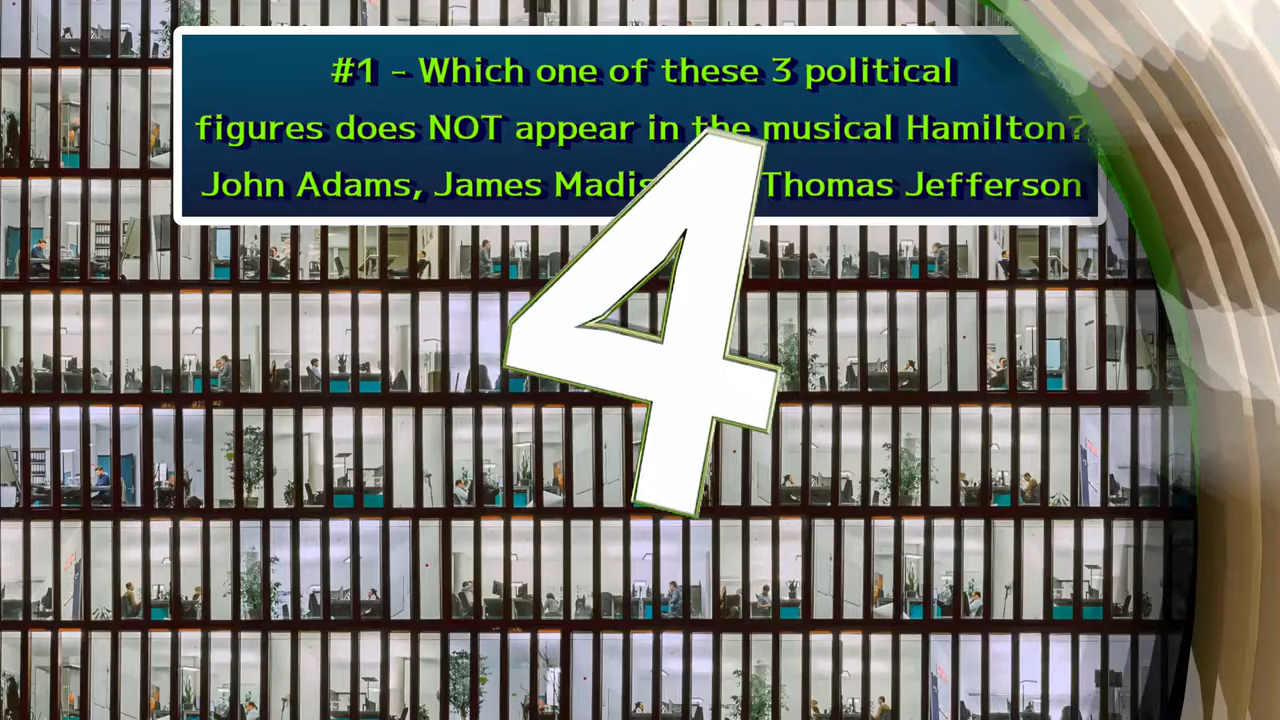 #1 - Which one of these 3 political
figures does NOT appear in the musical Hamilton?
John Adams, James Thomas Jefferson
4